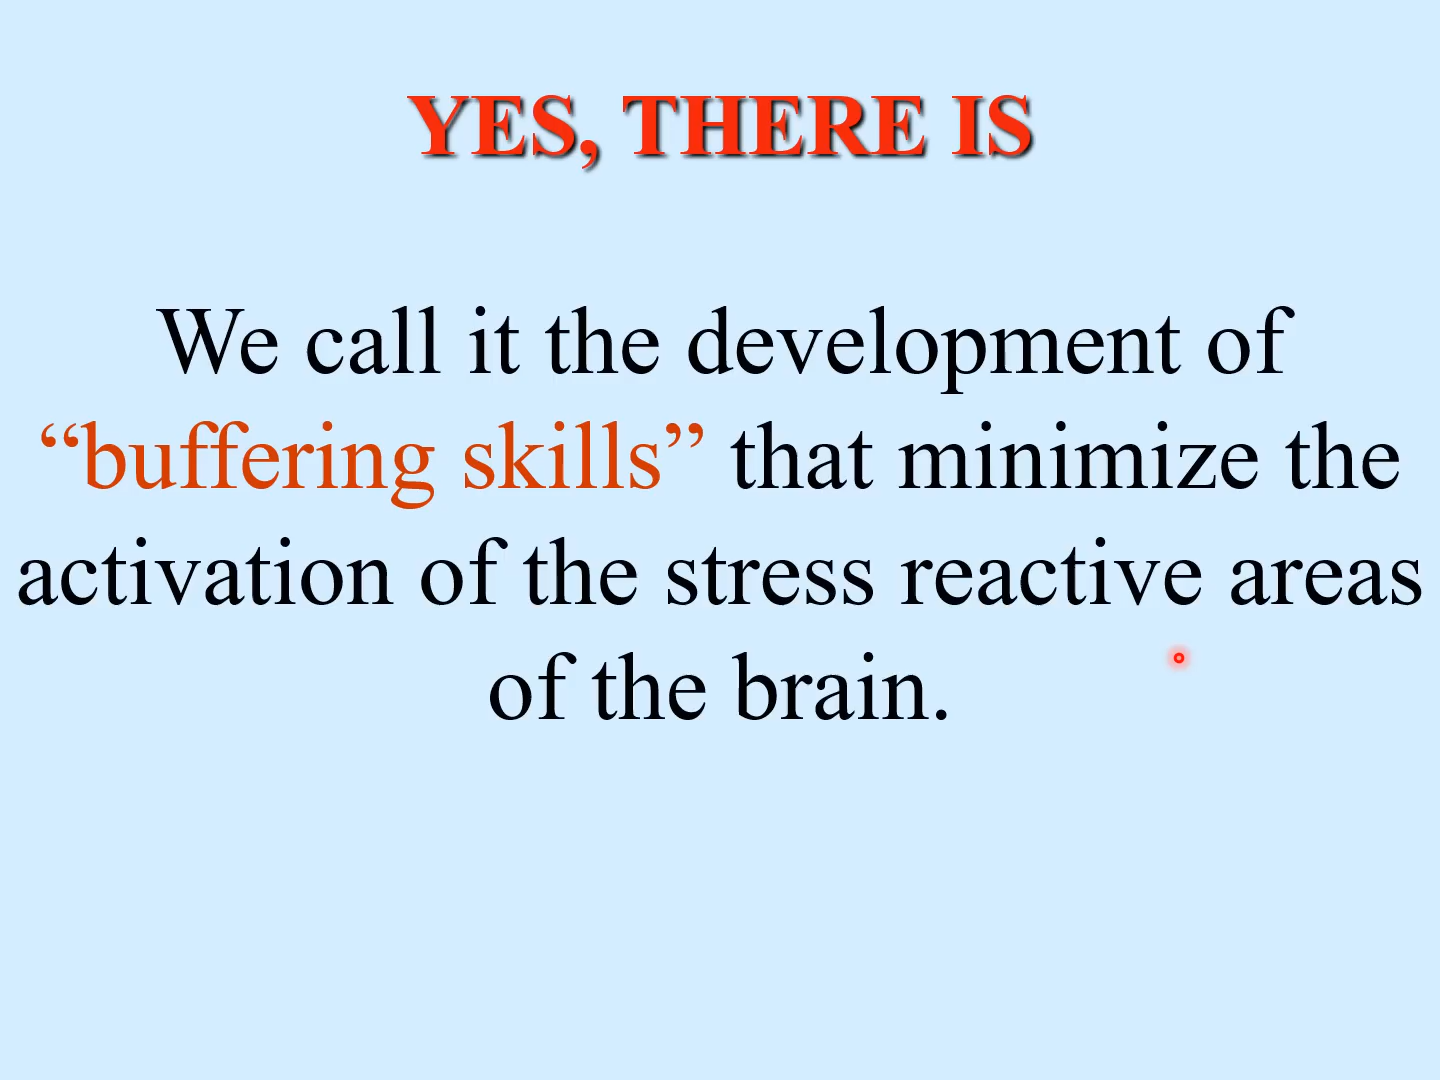 YES, THERE IS
We call it the development of
“buffering skills” that minimize the
activation of the stress reactive areas
of the brain.